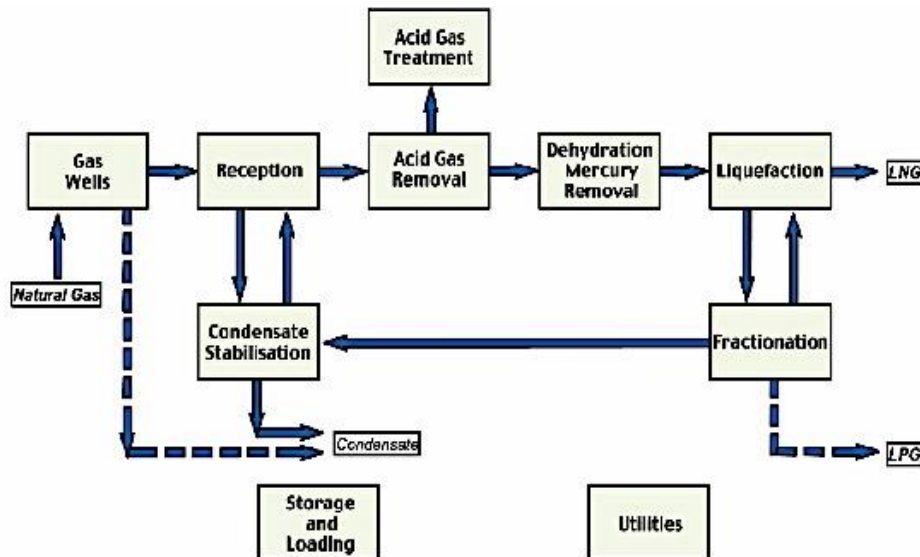 Acid Gas
Treatment
Gas
Wells
Reception
Acid Gas
Removal
Dehydration
Mercury
Removal
Liquefaction
LNG
Natural Gas
Condensate
Stabilisation
Fractionation
Condensate
LPG
Storage
and
Loading
Utilities